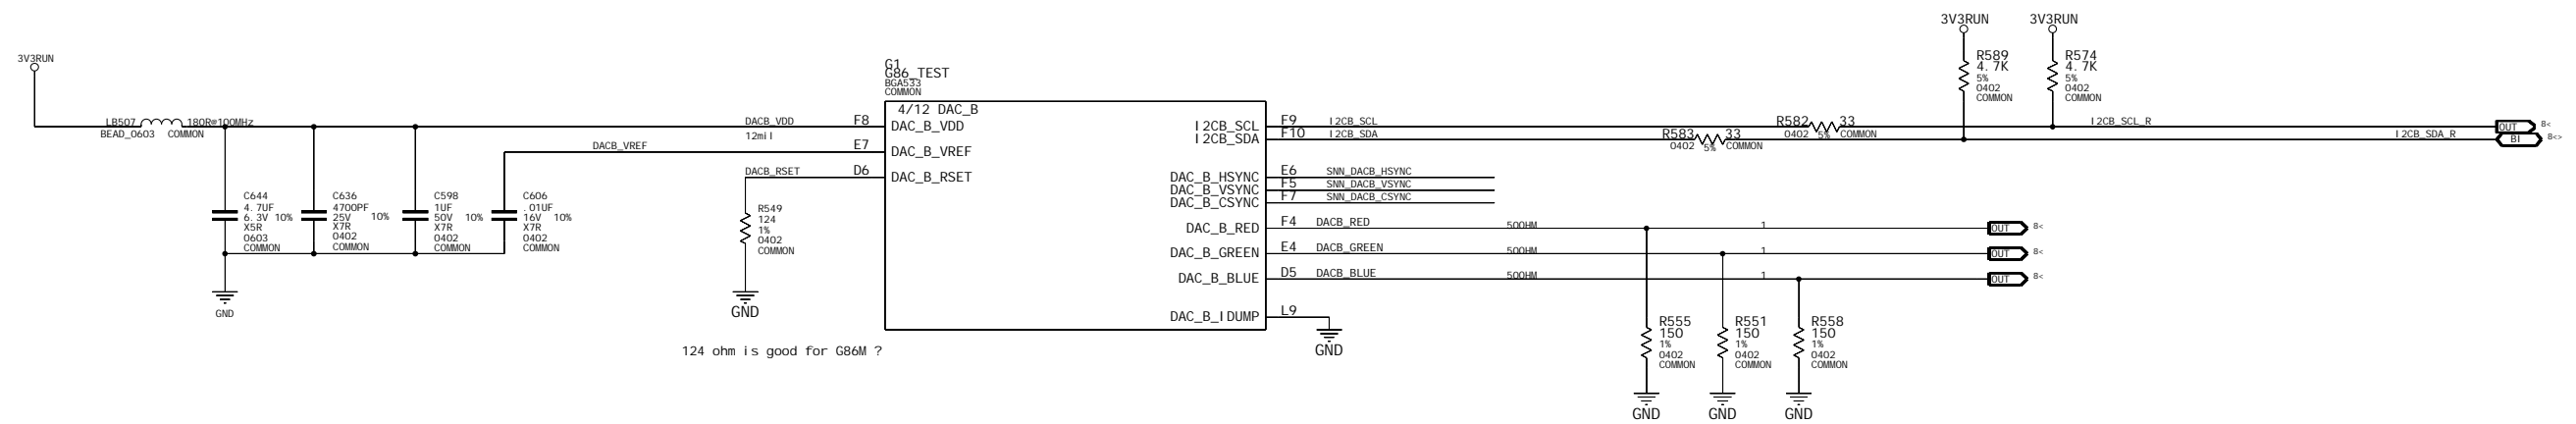 3V3RUN
LB507 180R@100MHz
BEAD_0603 COMMON
C644
4.7UF
6.3V 10%
X5R
0603
COMMON
C636
4700PF
25V 10%
X7R
0402
COMMON
C598
1UF
50V 10%
X7R
0402
COMMON
C606
.01UF
16V 10%
X7R
0402
COMMON
GND
DACB_VDD
12mil
DACB_VREF
DACB_RSET
R549
124
1%
0402
COMMON
GND
124 ohm is good for G86M ?
F8
E7
D6
G1
G86_TEST
BGA533
COMMON
4/12 DAC_B
DAC_B_VDD
DAC_B_VREF
DAC_B_RSET
I2CB_SCL
I2CB_SDA
DAC_B_HSYNC
DAC_B_VSYNC
DAC_B_CSYNC
DAC_B_RED
DAC_B_GREEN
DAC_B_BLUE
DAC_B_IDUMP
F9 I2CB_SCL
F10 I2CB_SDA
E6 SNN_DACB_HSYNC
F5 SNN_DACB_VSYNC
F7 SNN_DACB_CSYNC
F4 DACB_RED 50OHM 1
E4 DACB_GREEN 50OHM 1
D5 DACB_BLUE 50OHM 1
L9
GND
R582 33
0402 5% COMMON
R583 33
0402 5% COMMON
3V3RUN
R589
4.7K
5%
0402
COMMON
3V3RUN
R574
4.7K
5%
0402
COMMON
I2CB_SCL_R
I2CB_SDA_R
OUT 8<
BI 8<>
OUT 8<
OUT 8<
OUT 8<
R555
150
1%
0402
COMMON
GND
R551
150
1%
0402
COMMON
GND
R558
150
1%
0402
COMMON
GND